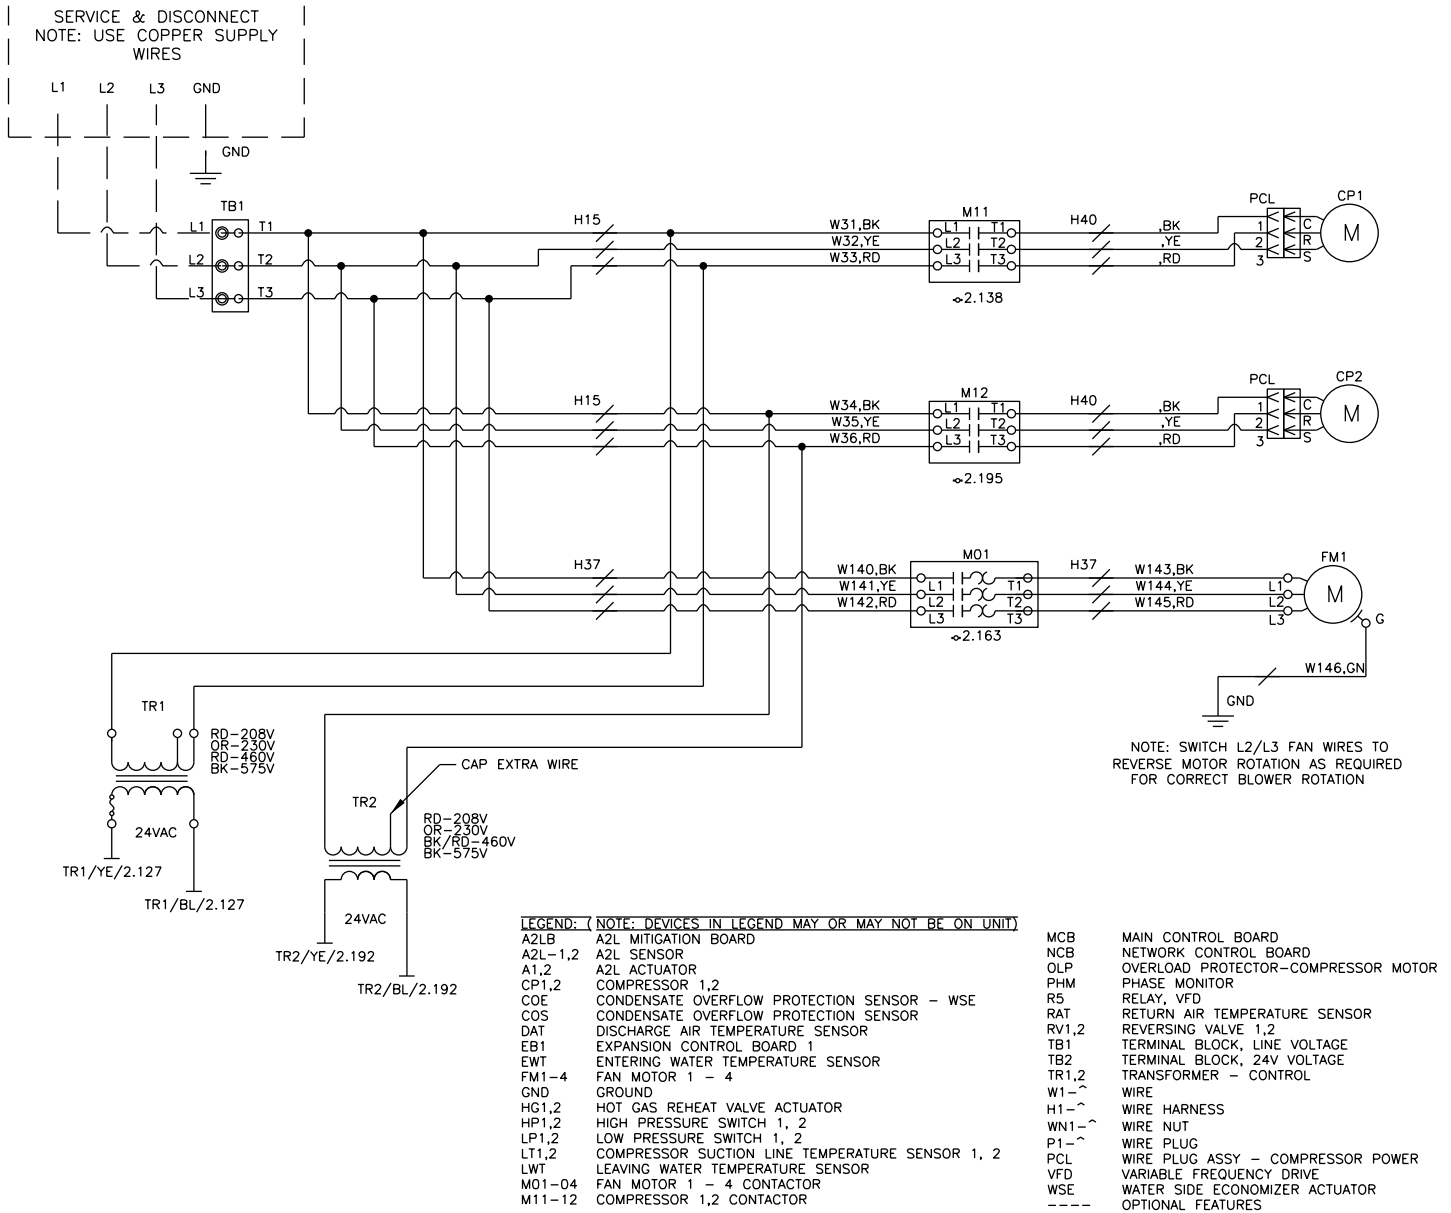 SERVICE & DISCONNECT
NOTE: USE COPPER SUPPLY
WIRES
L1 L2 L3 GND
GND
TB1
L1 T1
L2 T2
L3 T3
H15
W31,BK
W32,YE
W33,RD
M11
L1 T1
L2 T2
L3 T3
2.138
H40
,BK
,YE
,RD
PCL
1 C
2 R
3 S
CP1
M
H15
W34,BK
W35,YE
W36,RD
M12
L1 T1
L2 T2
L3 T3
2.195
H40
,BK
,YE
,RD
PCL
1 C
2 R
3 S
CP2
M
H37
W140,BK
W141,YE
W142,RD
M01
L1 T1
L2 T2
L3 T3
2.163
H37
W143,BK
W144,YE
W145,RD
L1
L2
L3
FM1
M
G
W146,GN
GND
NOTE: SWITCH L2/L3 FAN WIRES TO
REVERSE MOTOR ROTATION AS REQUIRED
FOR CORRECT BLOWER ROTATION
TR1
RD-208V
OR-230V
RD-460V
BK-575V
24VAC
TR1/YE/2.127
TR1/BL/2.127
CAP EXTRA WIRE
TR2
RD-208V
OR-230V
BK/RD-460V
BK-575V
24VAC
TR2/YE/2.192
TR2/BL/2.192
LEGEND: ( NOTE: DEVICES IN LEGEND MAY OR MAY NOT BE ON UNIT)
A2LB A2L MITIGATION BOARD
A2L-1,2 A2L SENSOR
A1,2 A2L ACTUATOR
CP1,2 COMPRESSOR 1,2
COE CONDENSATE OVERFLOW PROTECTION SENSOR - WSE
COS CONDENSATE OVERFLOW PROTECTION SENSOR
DAT DISCHARGE AIR TEMPERATURE SENSOR
EB1 EXPANSION CONTROL BOARD 1
EWT ENTERING WATER TEMPERATURE SENSOR
FM1-4 FAN MOTOR 1 - 4
GND GROUND
HG1,2 HOT GAS REHEAT VALVE ACTUATOR
HP1,2 HIGH PRESSURE SWITCH 1, 2
LP1,2 LOW PRESSURE SWITCH 1, 2
LT1,2 COMPRESSOR SUCTION LINE TEMPERATURE SENSOR 1, 2
LWT LEAVING WATER TEMPERATURE SENSOR
M01-04 FAN MOTOR 1 - 4 CONTACTOR
M11-12 COMPRESSOR 1,2 CONTACTOR
MCB MAIN CONTROL BOARD
NCB NETWORK CONTROL BOARD
OLP OVERLOAD PROTECTOR-COMPRESSOR MOTOR
PHM PHASE MONITOR
R5 RELAY, VFD
RAT RETURN AIR TEMPERATURE SENSOR
RV1,2 REVERSING VALVE 1,2
TB1 TERMINAL BLOCK, LINE VOLTAGE
TB2 TERMINAL BLOCK, 24V VOLTAGE
TR1,2 TRANSFORMER - CONTROL
W1-^ WIRE
H1-^ WIRE HARNESS
WN1-^ WIRE NUT
P1-^ WIRE PLUG
PCL WIRE PLUG ASSY - COMPRESSOR POWER
VFD VARIABLE FREQUENCY DRIVE
WSE WATER SIDE ECONOMIZER ACTUATOR
---- OPTIONAL FEATURES